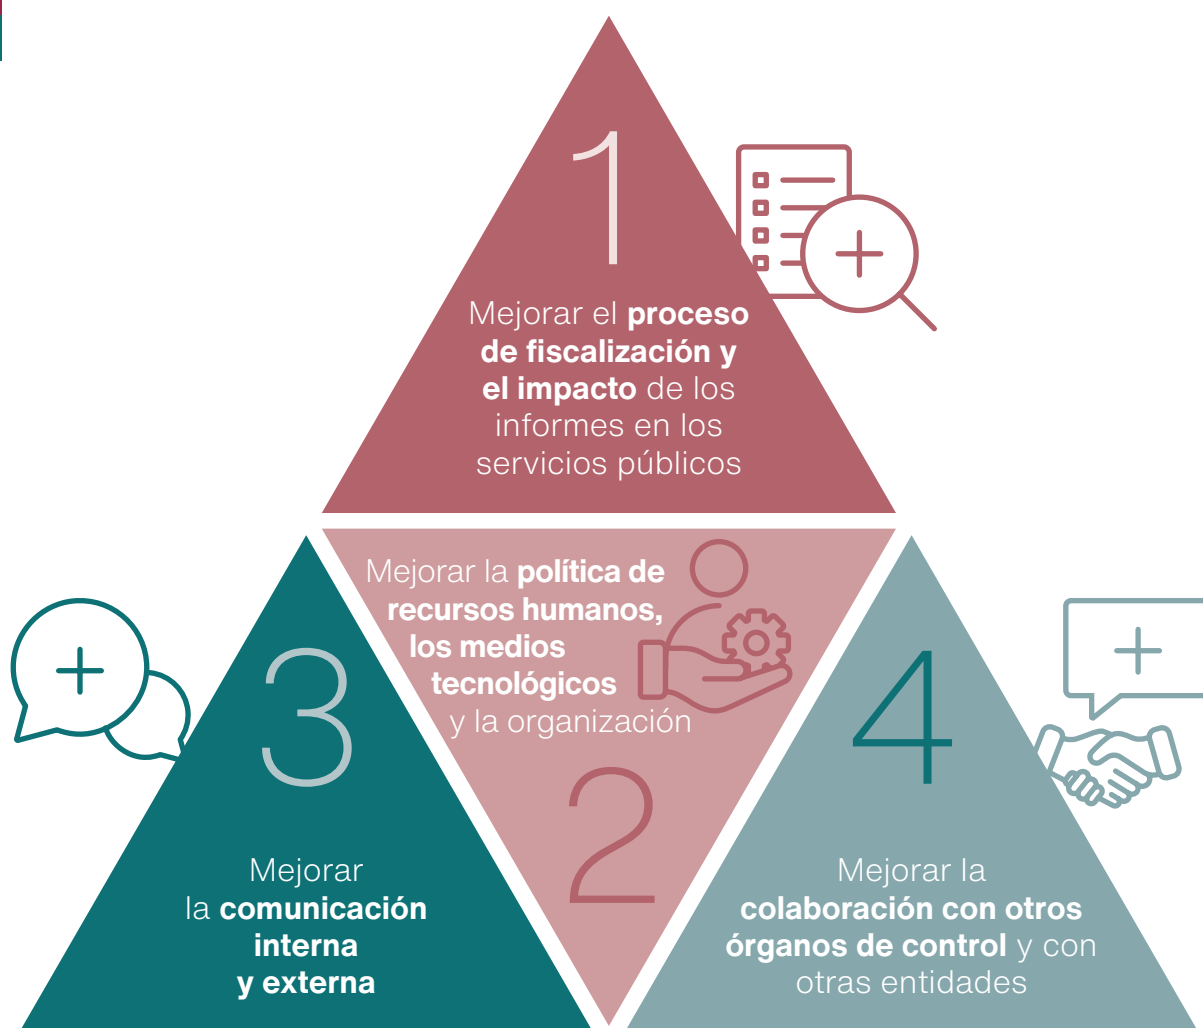 1
Mejorar el proceso
de fiscalización y
el impacto de los
informes en los
servicios públicos
Mejorar la política de
recursos humanos,
los medios
tecnológicos
y la organización
2
3
Mejorar
la comunicación
interna
y externa
4
Mejorar la
colaboración con otros
órganos de control y con
otras entidades